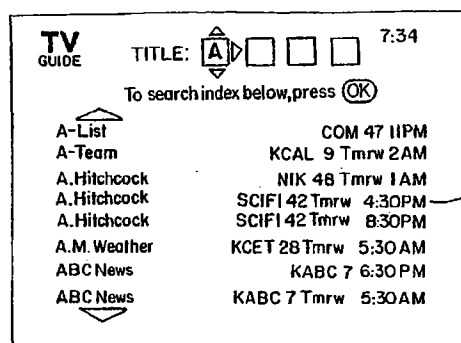 TV GUIDE TITLE: A 7:34
To search index below, press OK
A-List COM 47 11PM
A-Team KCAL 9 Tmrw 2AM
A.Hitchcock NIK 48 Tmrw 1AM
A.Hitchcock SCIFI 42 Tmrw 4:30PM
A.Hitchcock SCIFI 42 Tmrw 8:30PM
A.M. Weather KCET 28 Tmrw 5:30AM
ABC News KABC 7 6:30PM
ABC News KABC 7 Tmrw 5:30AM